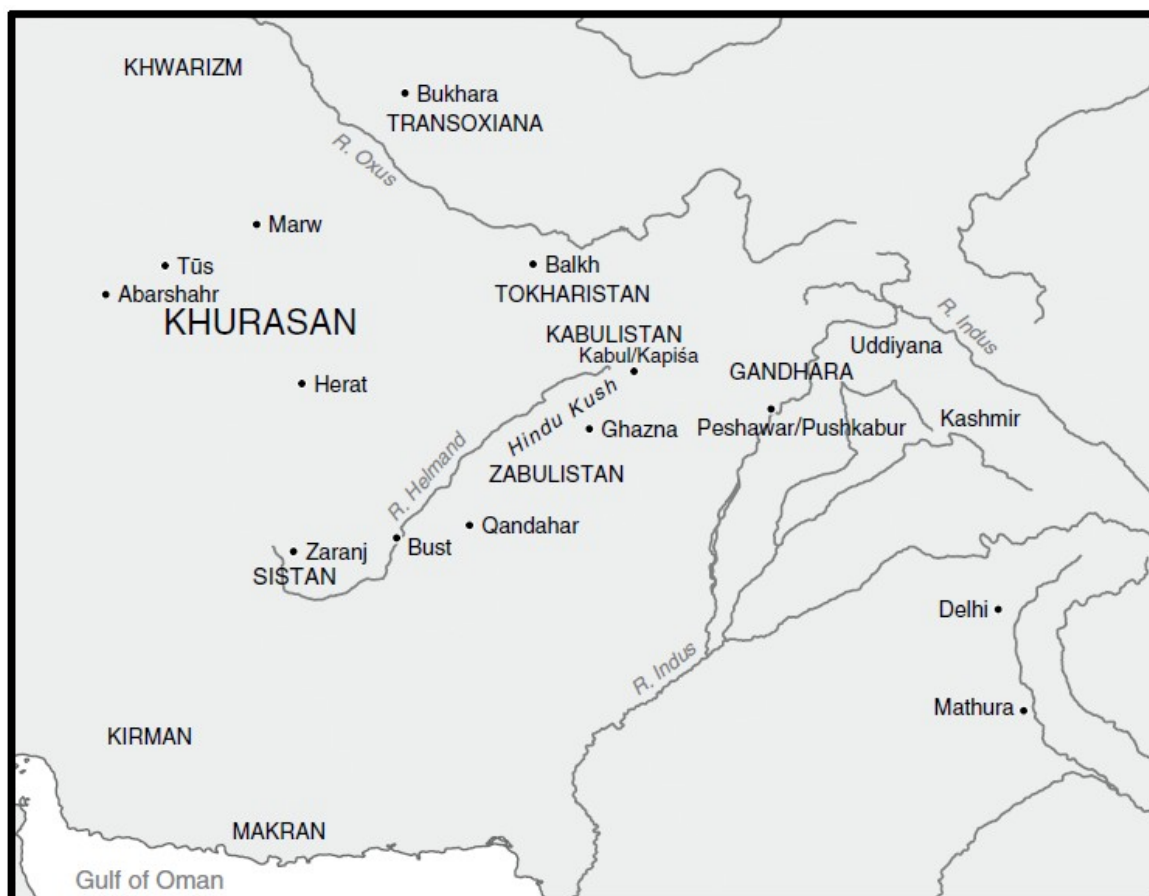 KHWARIZM
Bukhara
TRANSOXIANA
R. Oxus
Marw
Tūs
Balkh
Abarshahr
TOKHARISTAN
KHURASAN
R. Indus
KABULISTAN
Uddiyana
Kabul/Kapiśa
GANDHARA
Herat
Hindu Kush
Kashmir
Ghazna
Peshawar/Pushkabur
ZABULISTAN
R. Helmand
Qandahar
Bust
Zaranj
SISTAN
Delhi
R. Indus
Mathura
KIRMAN
MAKRAN
Gulf of Oman